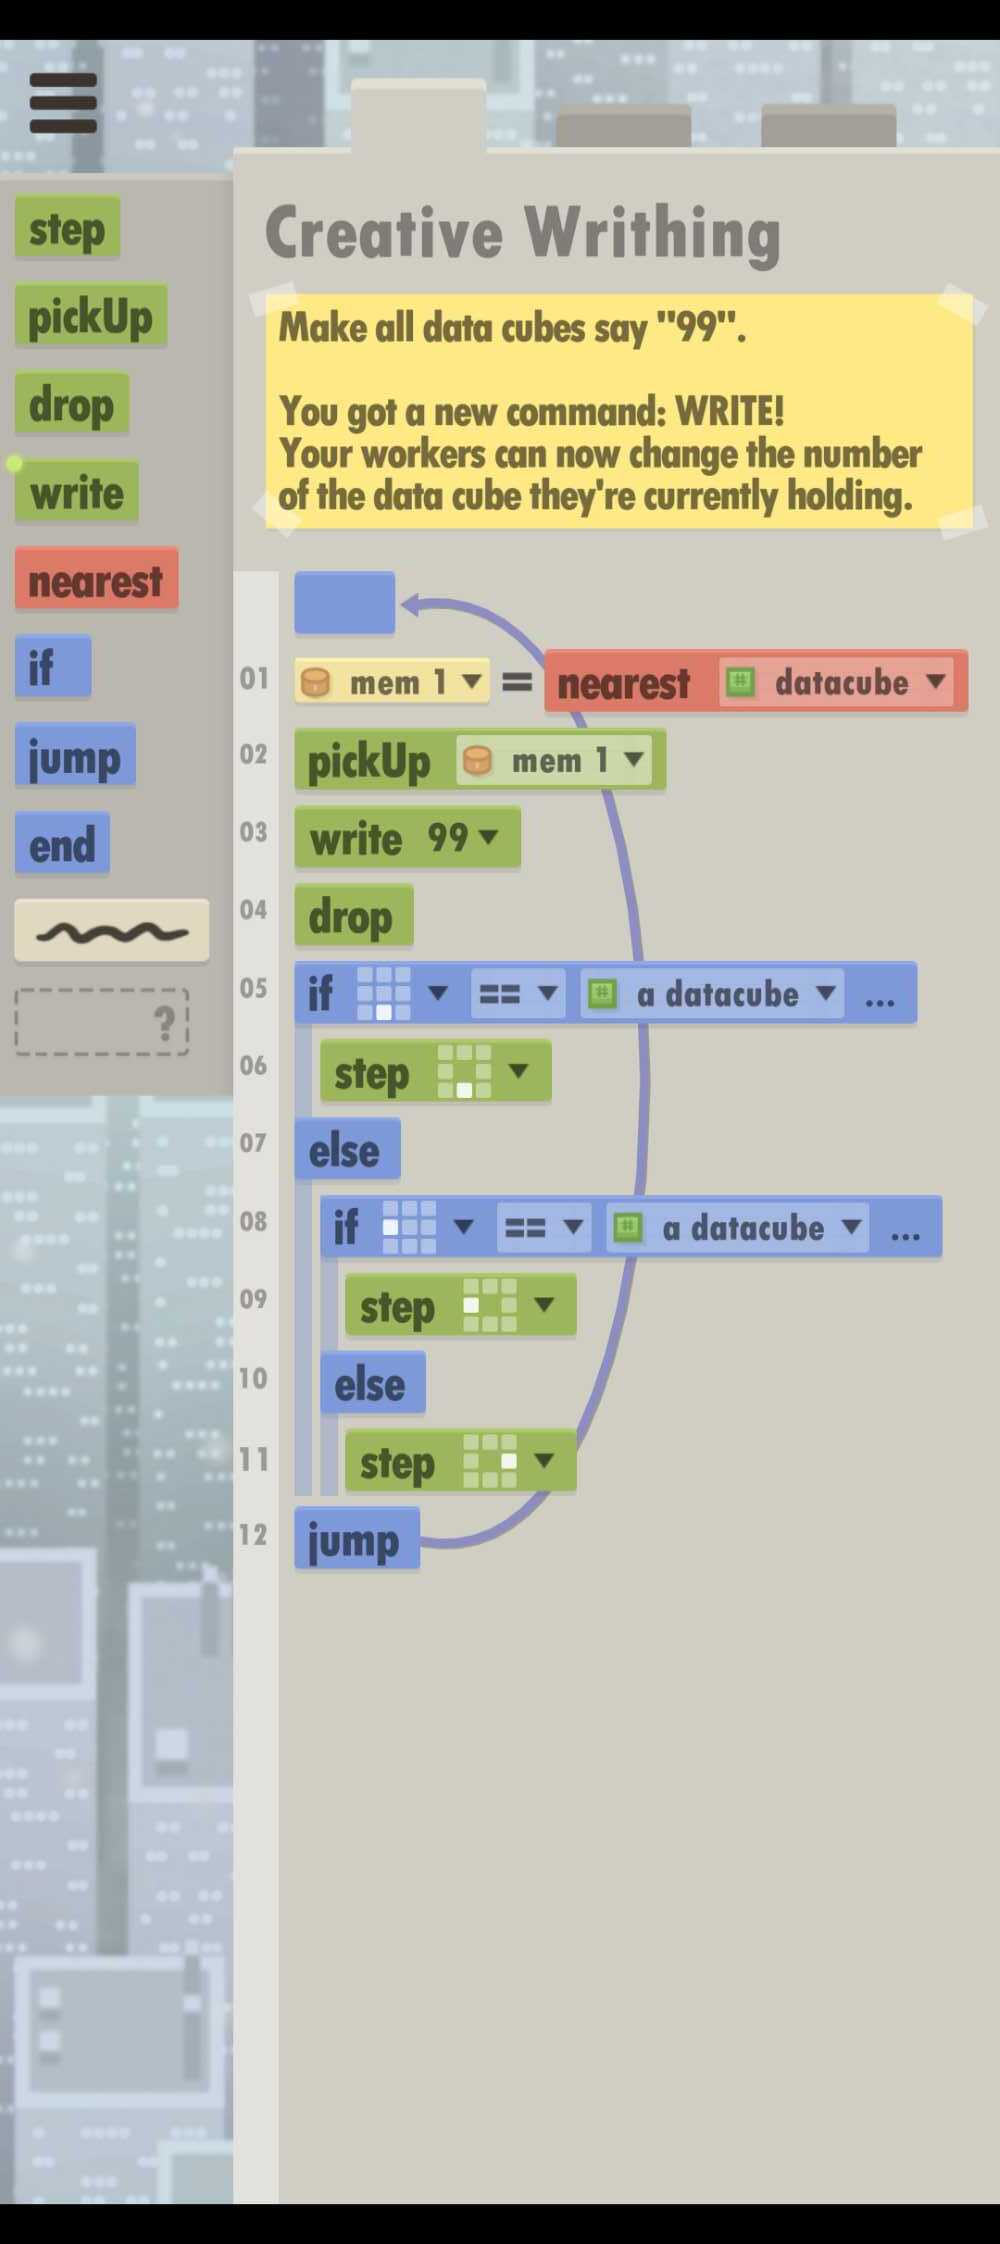 Creative Writhing
Make all data cubes say "99".
You got a new command: WRITE!
Your workers can now change the number
of the data cube they're currently holding.
step
pickUp
drop
write
nearest
if
jump
end
?
01 mem 1 = nearest # datacube
02 pickUp mem 1
03 write 99
04 drop
05 if == # a datacube ...
06 step
07 else
08 if == # a datacube ...
09 step
10 else
11 step
12 jump